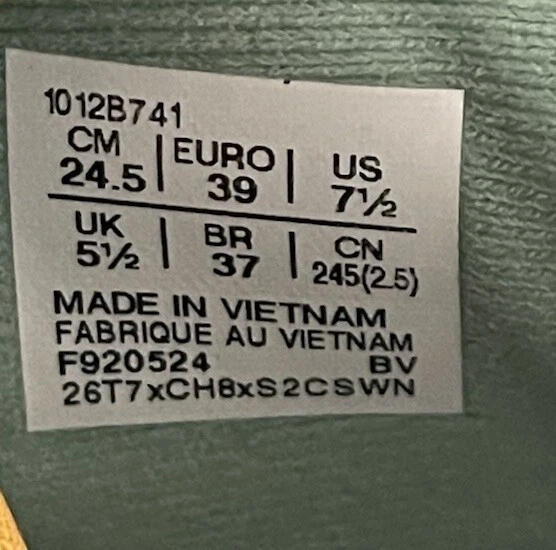 1012B741
CM | EURO | US
24.5 | 39 | 7½
UK | BR | CN
5½ | 37 | 245(2.5)
MADE IN VIETNAM
FABRIQUE AU VIETNAM
F920524 BV
26T7xCH8xS2CSWN